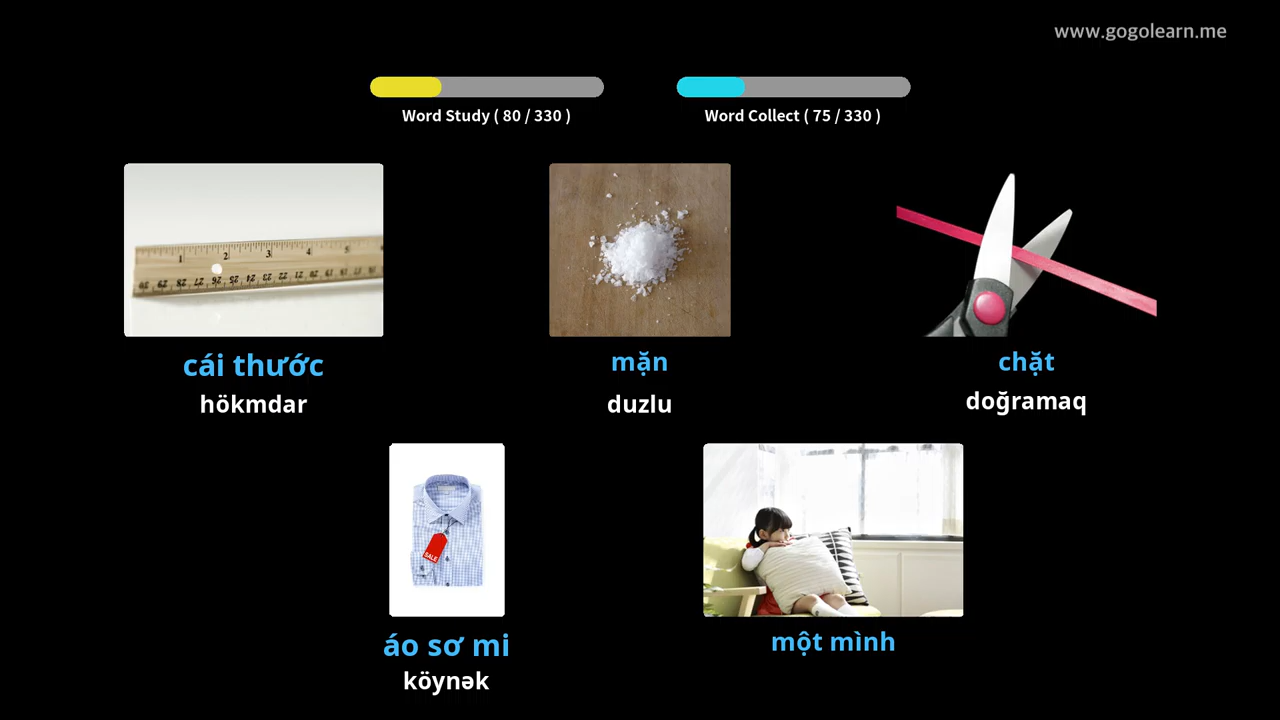 www.gogolearn.me
Word Study ( 80 / 330 )
Word Collect ( 75 / 330 )
cái thước
hökmdar
mặn
duzlu
chặt
doğramaq
SALE
áo sơ mi
köynək
một mình